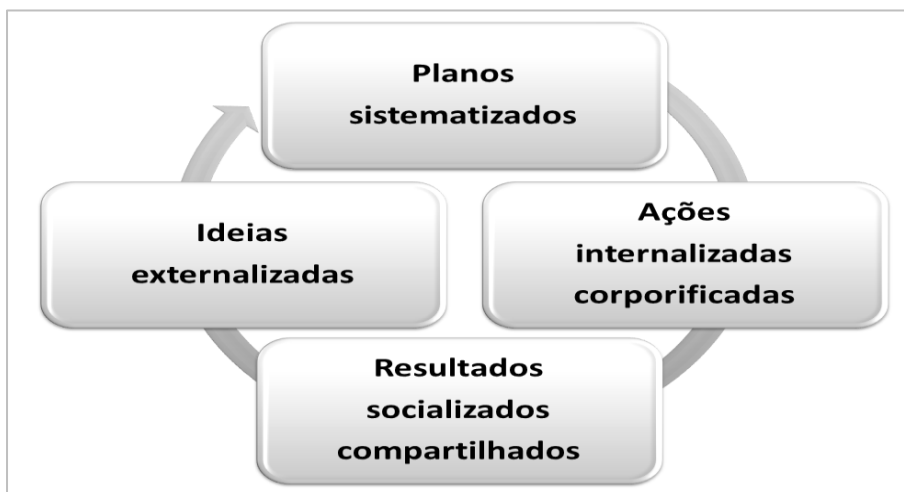 Planos
sistematizados
Ideias
externalizadas
Ações
internalizadas
corporificadas
Resultados
socializados
compartilhados